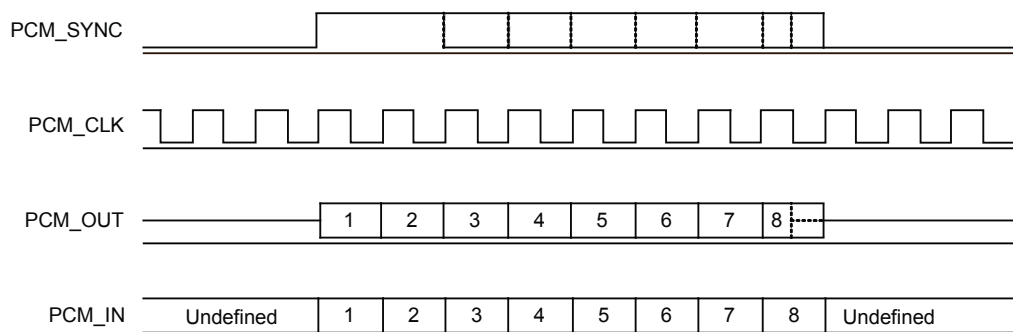 PCM_SYNC
PCM_CLK
PCM_OUT 1 2 3 4 5 6 7 8
PCM_IN Undefined 1 2 3 4 5 6 7 8 Undefined